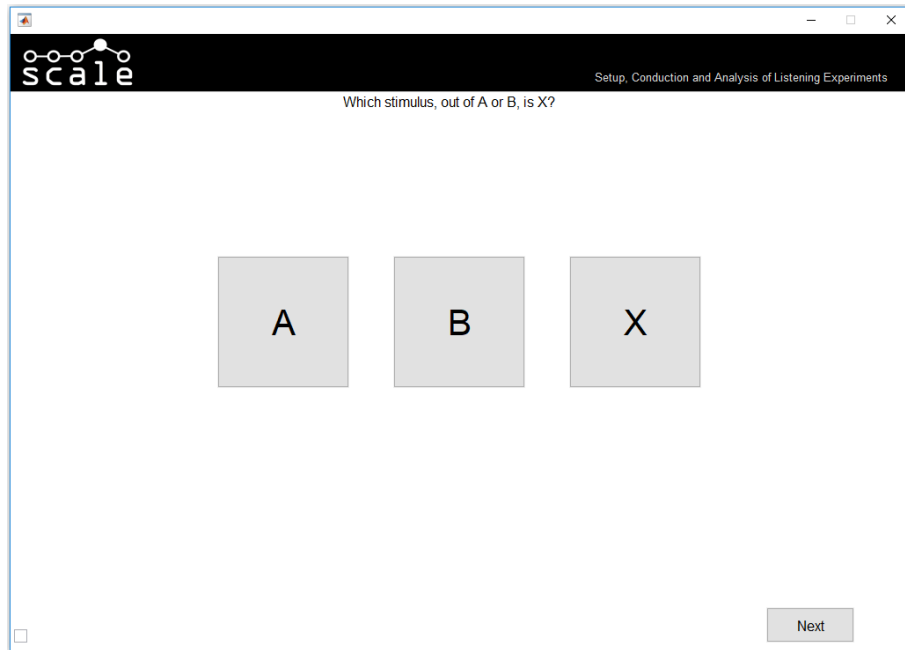 scale
Setup, Conduction and Analysis of Listening Experiments
Which stimulus, out of A or B, is X?
A B X
Next